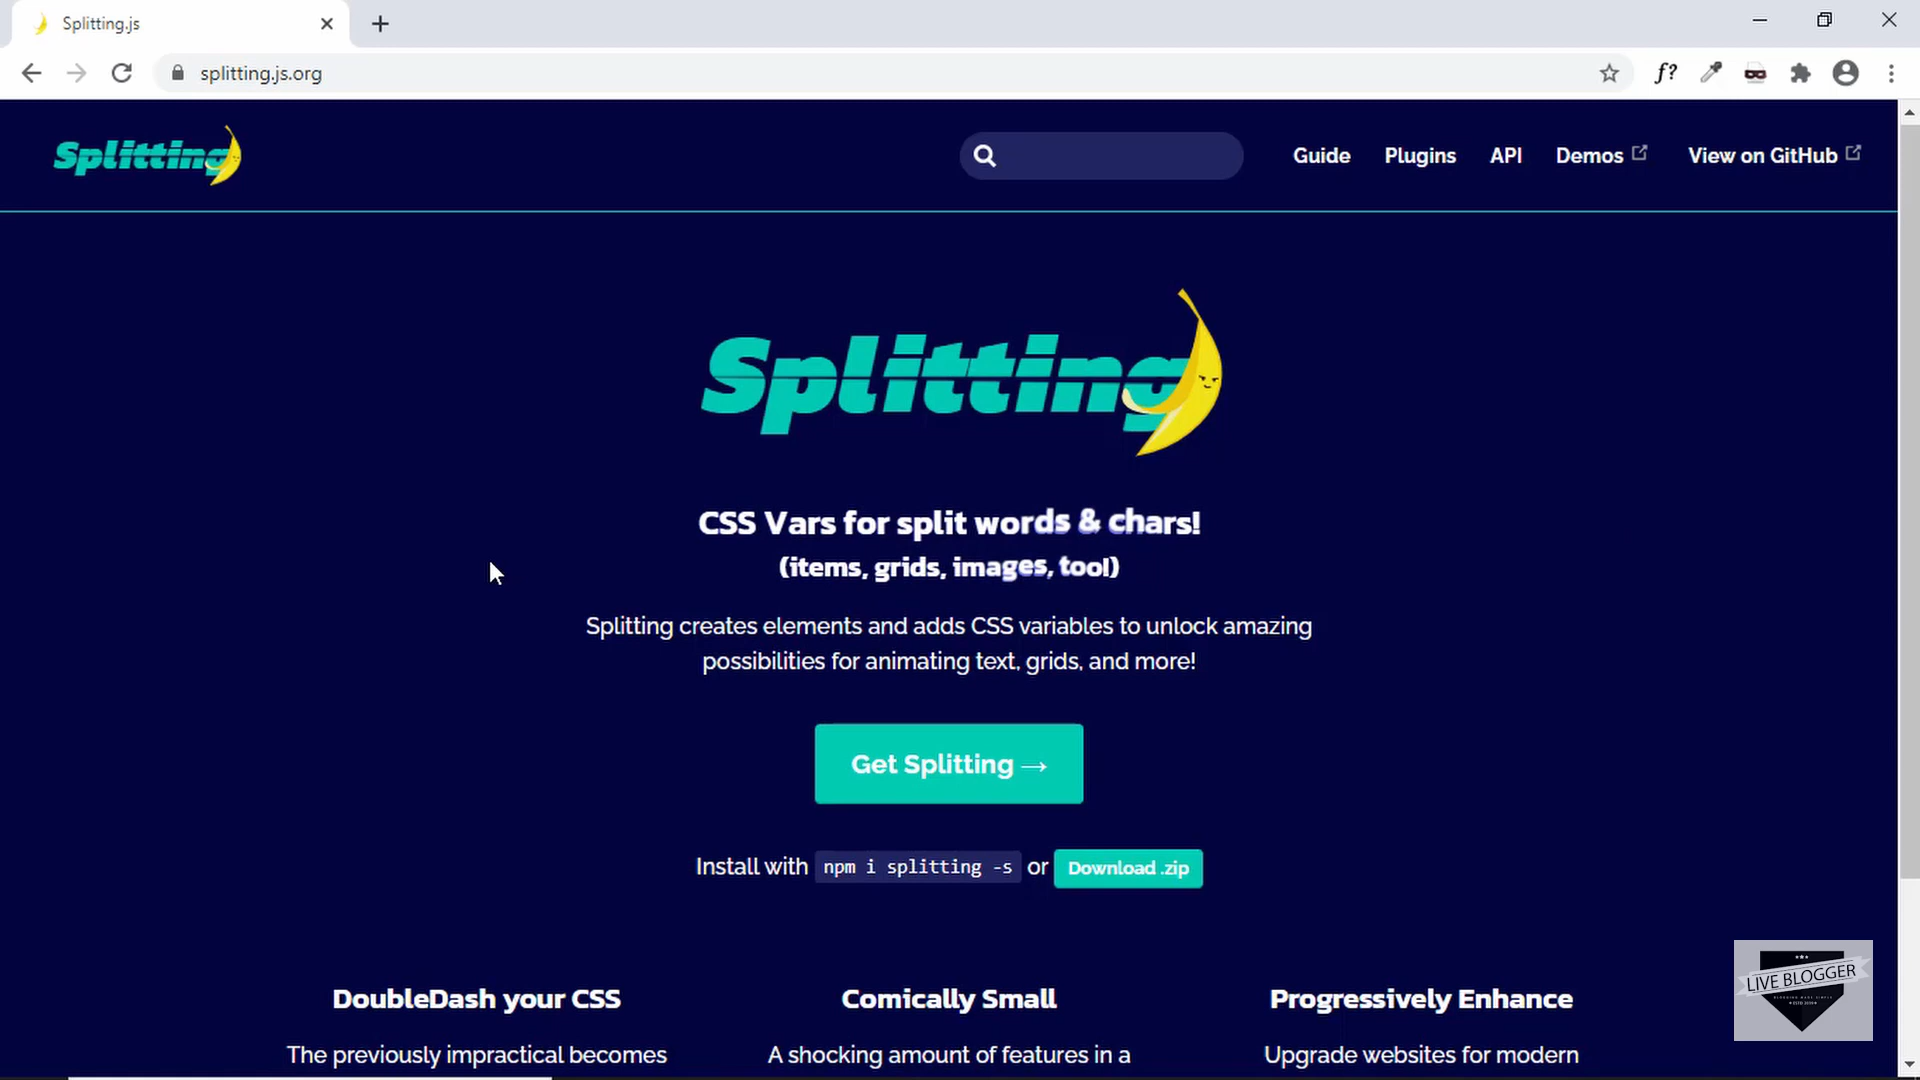 Splitting.js
splitting.js.org
f?
Splitting
Guide
Plugins
API
Demos
View on GitHub
Splitting
CSS Vars for split words & chars!
(items, grids, images, tool)
Splitting creates elements and adds CSS variables to unlock amazing
possibilities for animating text, grids, and more!
Get Splitting →
Install with npm i splitting -s or Download .zip
DoubleDash your CSS
Comically Small
Progressively Enhance
The previously impractical becomes
A shocking amount of features in a
Upgrade websites for modern
LIVE BLOGGER